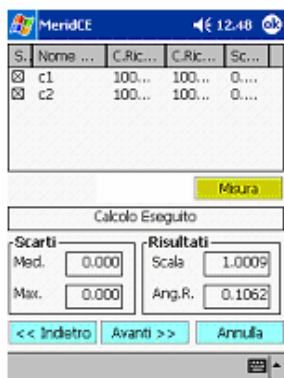 MeridCE 12.48 ok
S.. Nome ... C.Ric... C.Ric... Sc...
c1 100... 100... 0....
c2 100... 100... 0....
Misura
Calcolo Eseguito
Scarti Risultati
Med. 0.000 Scala 1.0009
Max. 0.000 Ang.R. 0.1062
<< Indietro Avanti >> Annulla